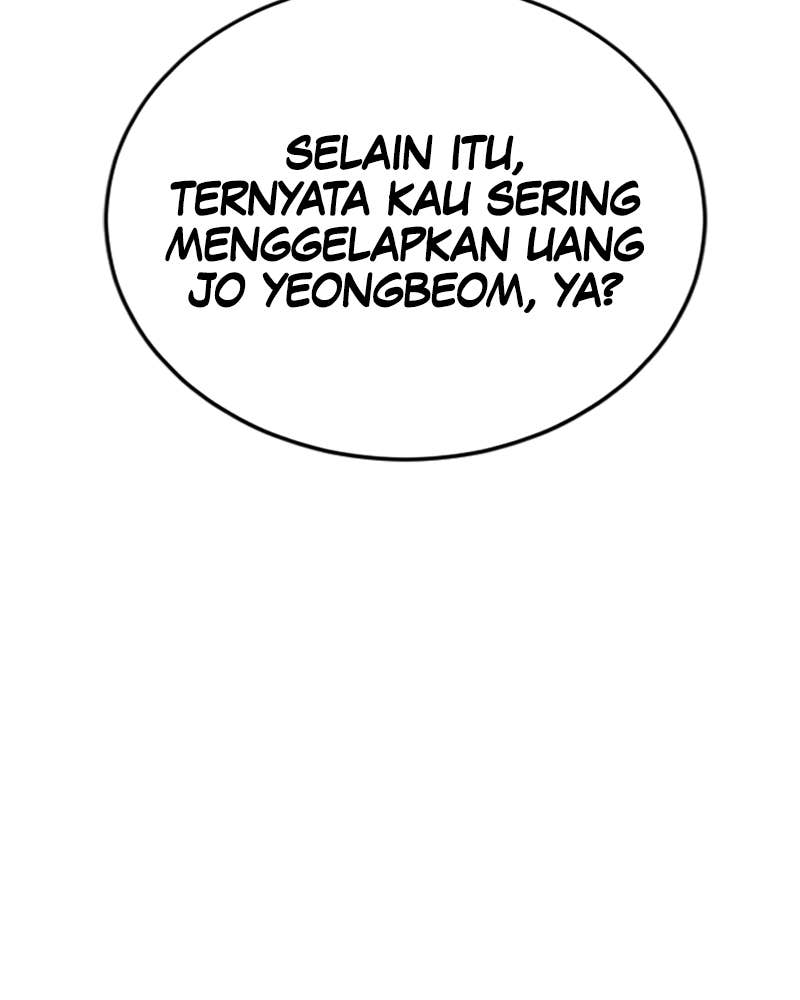 SELAIN ITU,
TERNYATA KAU SERING
MENGGELAPKAN UANG
JO YEONGBEOM, YA?